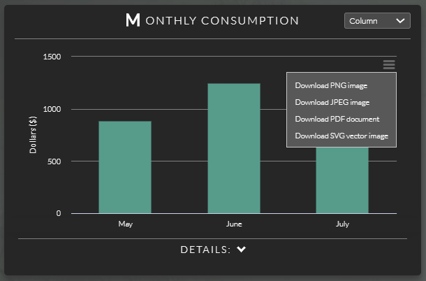 MONTHLY CONSUMPTION
Column
1500
Download PNG image
Download JPEG image
1000
Download PDF document
Download SVG vector image
Dollars ($)
500
0
May
June
July
DETAILS: